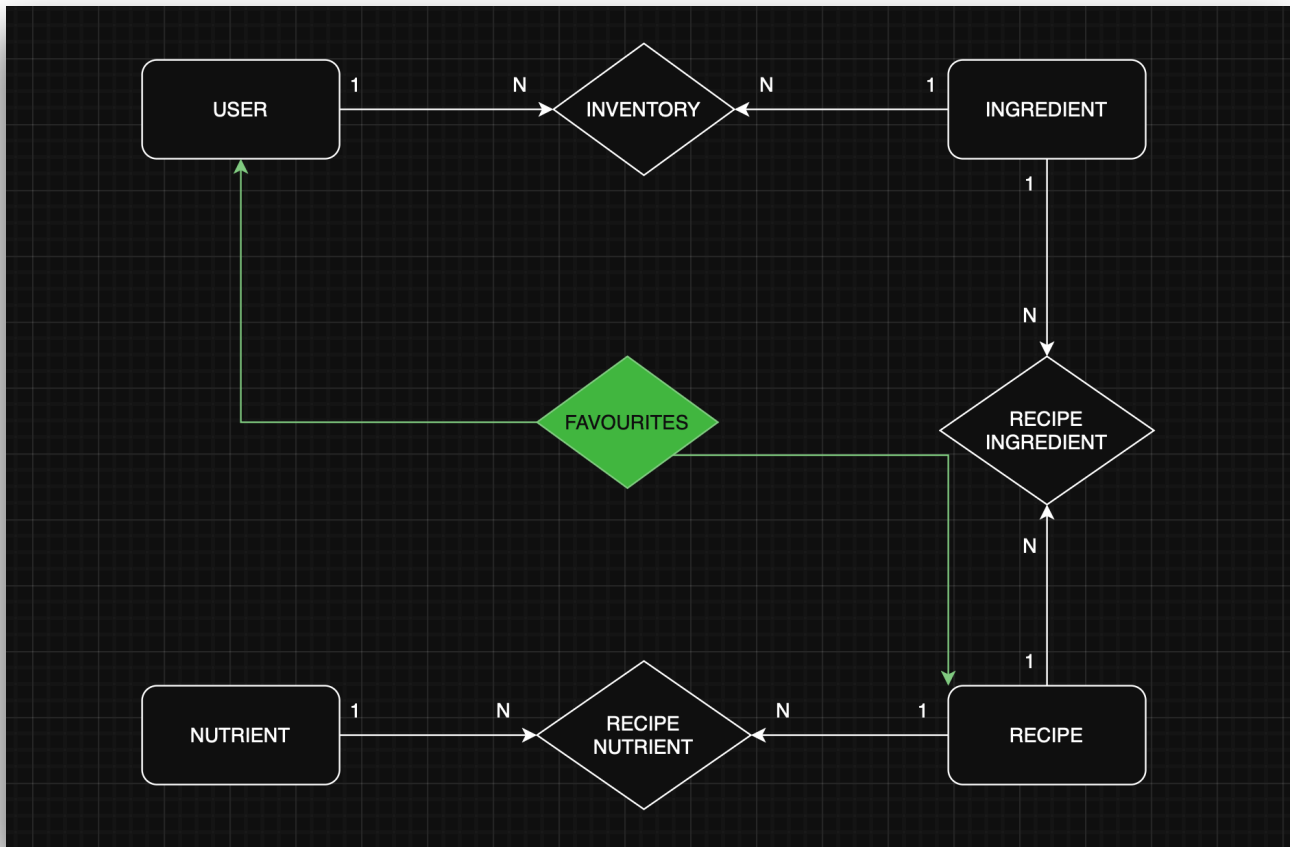 1
N
N
1
USER
INVENTORY
INGREDIENT
1
N
FAVOURITES
RECIPE
INGREDIENT
N
1
1
N
N
1
NUTRIENT
RECIPE
NUTRIENT
RECIPE